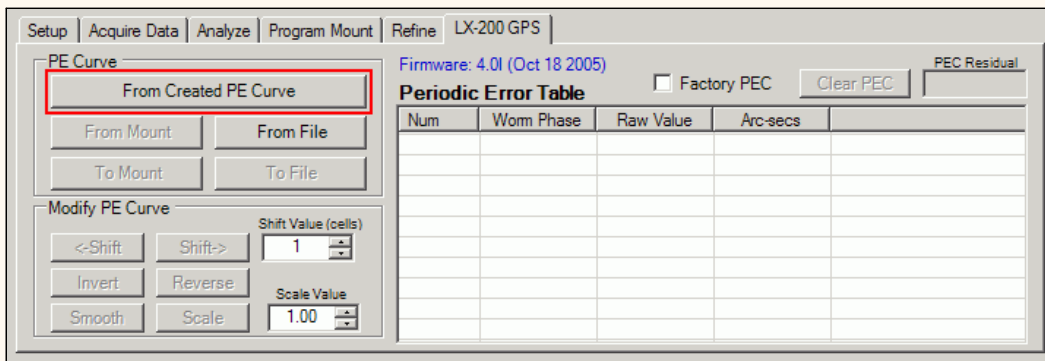 Setup Acquire Data Analyze Program Mount Refine LX-200 GPS
PE Curve
From Created PE Curve
From Mount From File
To Mount To File
Modify PE Curve
Shift Value (cells)
<-Shift Shift-> 1
Invert Reverse
Scale Value
Smooth Scale 1.00
Firmware: 4.0l (Oct 18 2005)
Periodic Error Table
Factory PEC Clear PEC
PEC Residual
Num Worm Phase Raw Value Arc-secs